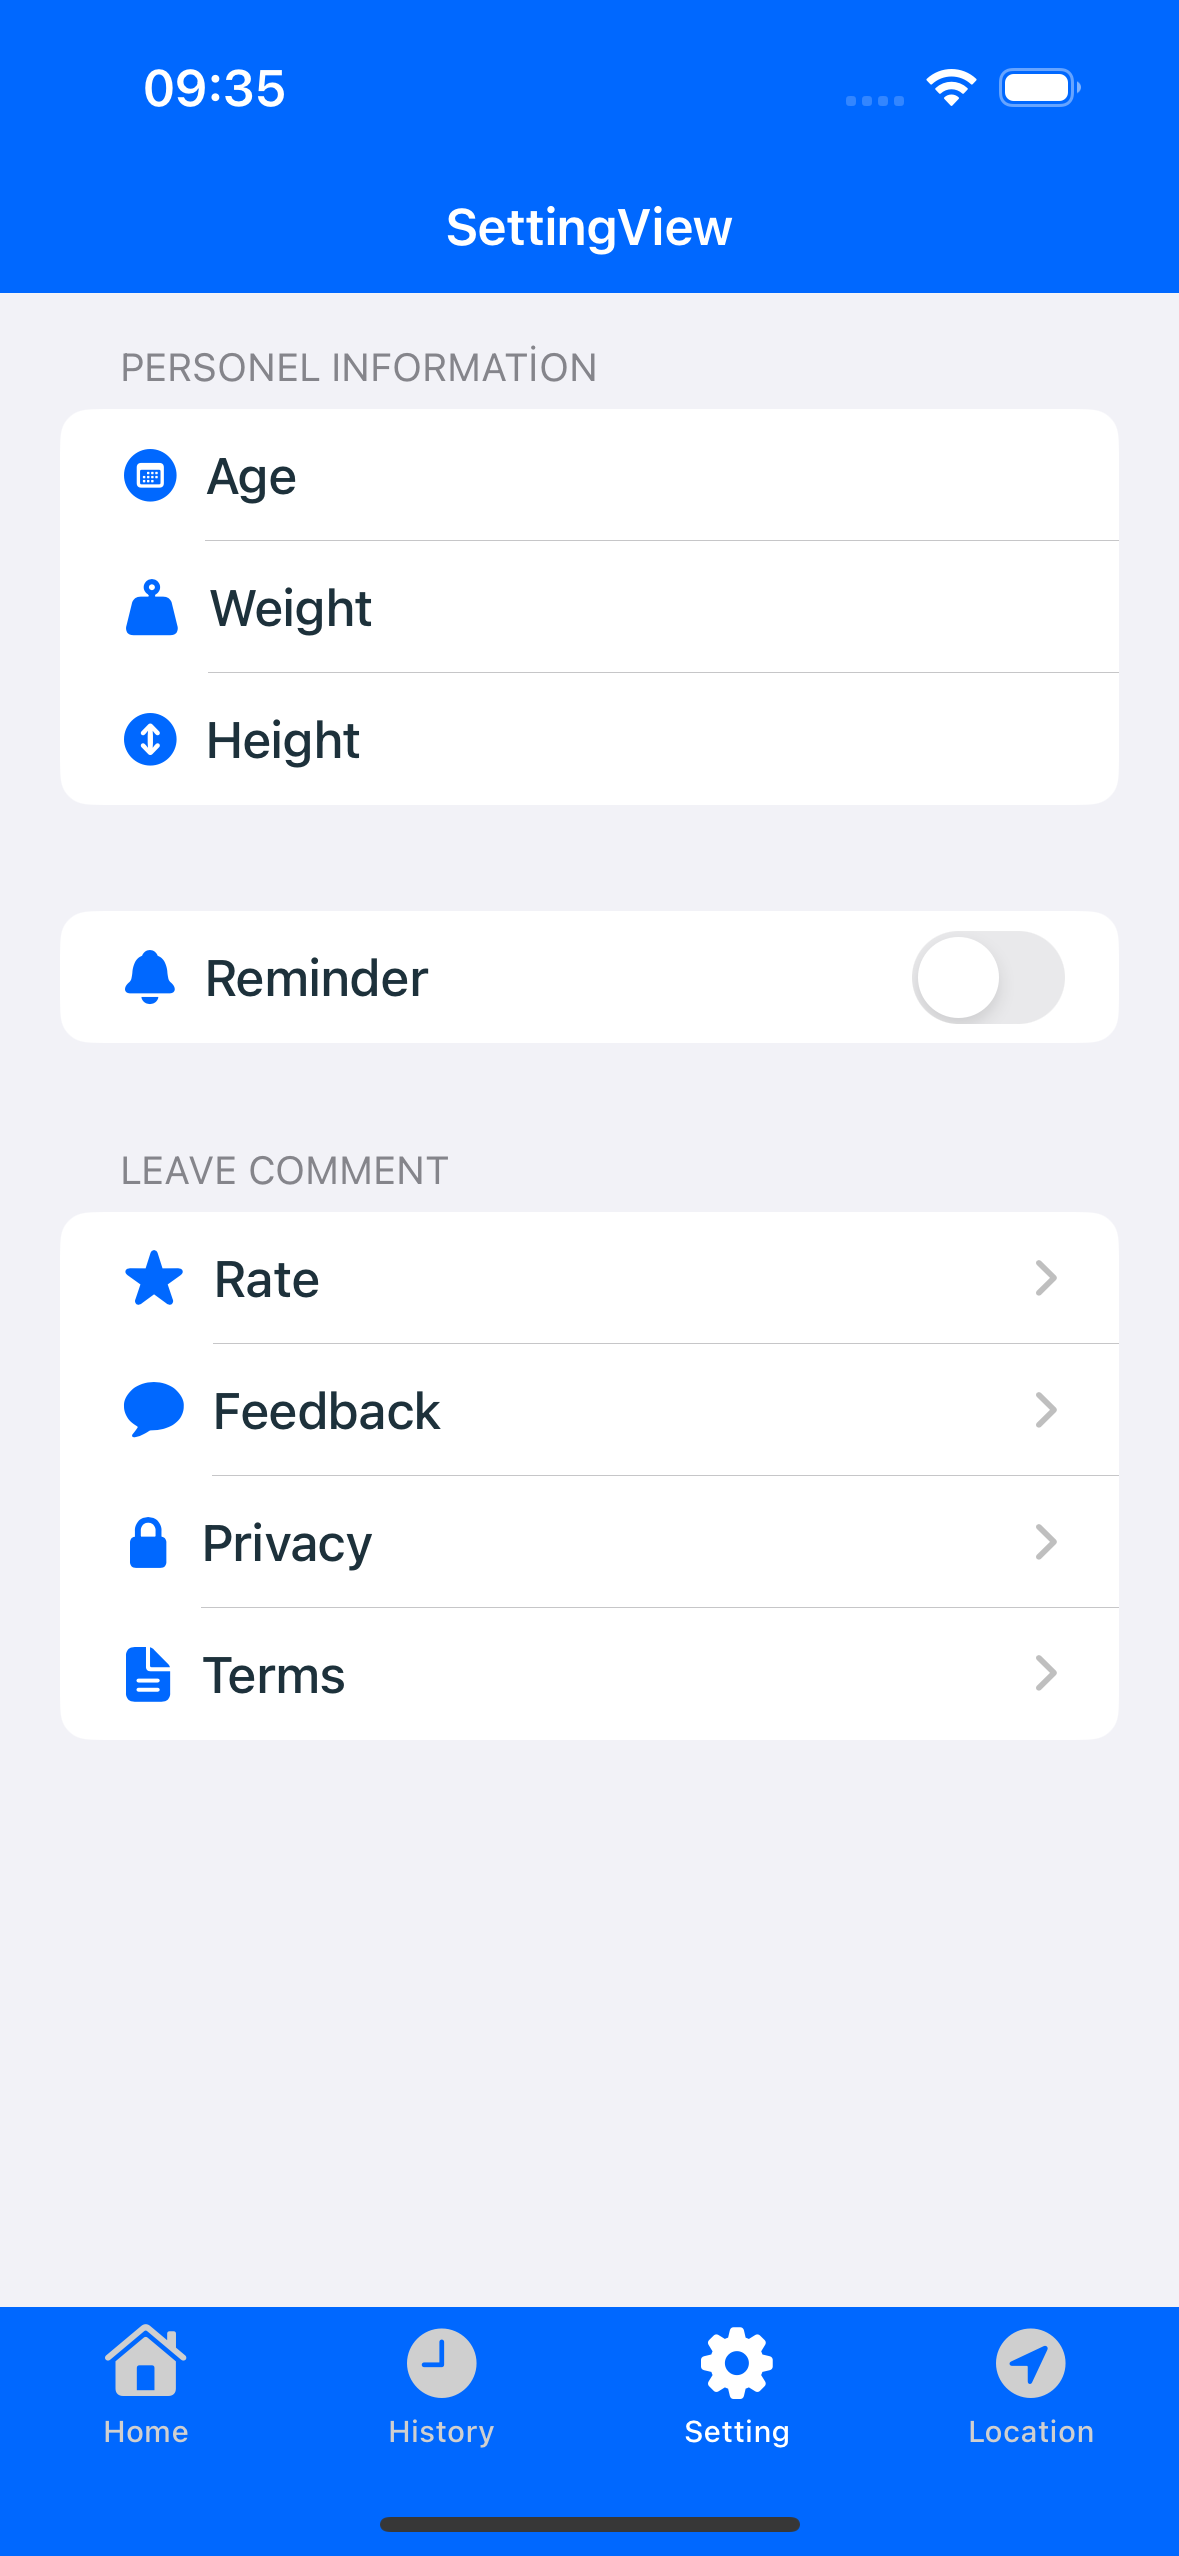 09:35
SettingView
PERSONEL INFORMATİON
Age
Weight
Height
Reminder
LEAVE COMMENT
Rate
Feedback
Privacy
Terms
Home
History
Setting
Location